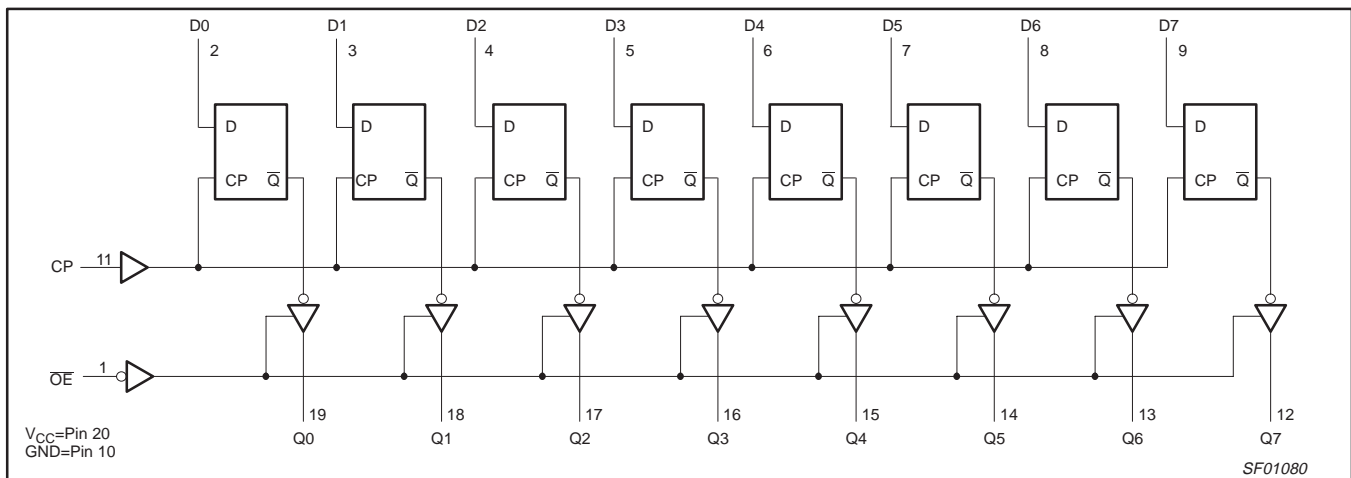 D0 D1 D2 D3 D4 D5 D6 D7
2 3 4 5 6 7 8 9
D D D D D D D D
CP Q̅ CP Q̅ CP Q̅ CP Q̅ CP Q̅ CP Q̅ CP Q̅ CP Q̅
CP 11
O̅E̅ 1
19 18 17 16 15 14 13 12
Q0 Q1 Q2 Q3 Q4 Q5 Q6 Q7
VCC=Pin 20
GND=Pin 10
SF01080